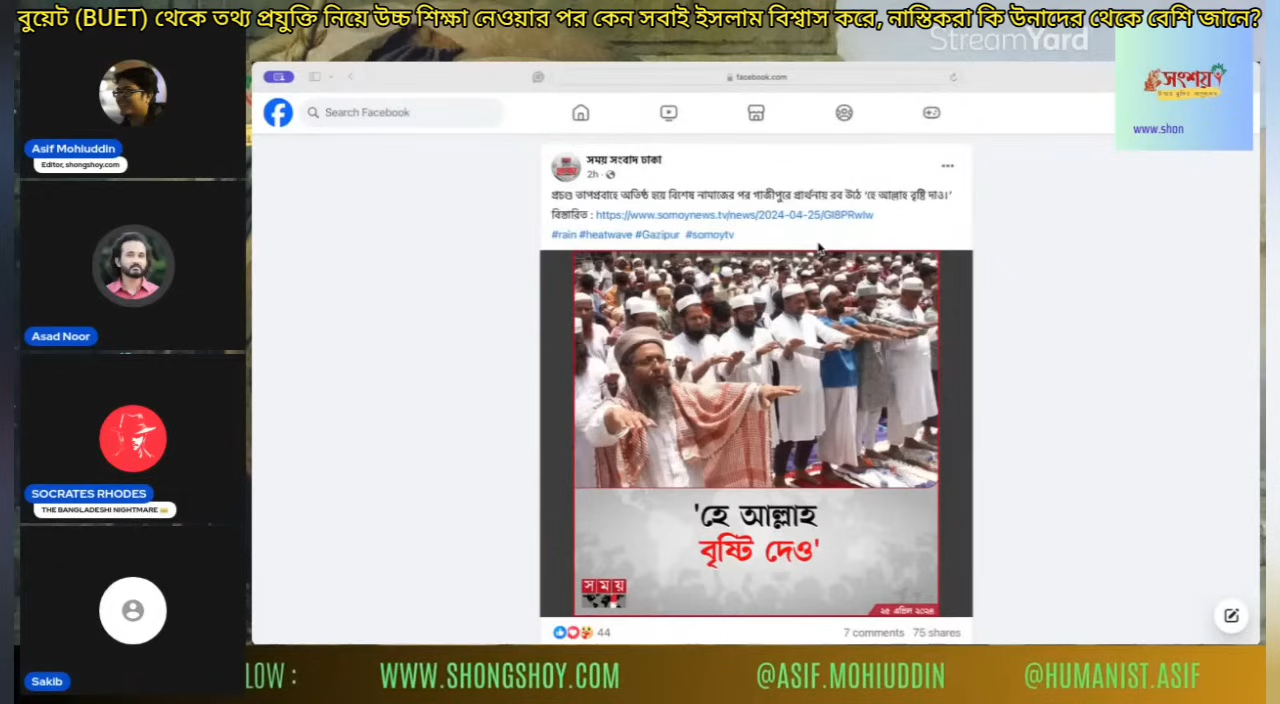 বুয়েট (BUET) থেকে তথ্য প্রযুক্তি নিয়ে উচ্চ শিক্ষা নেওয়ার পর কেন সবাই ইসলাম বিশ্বাস করে, নাস্তিকরা কি উনাদের থেকে বেশি জানে?
StreamYard
সংশয়
www.shon
facebook.com
Search Facebook
Asif Mohiuddin
Editor, shongshoy.com
Asad Noor
SOCRATES RHODES
THE BANGLADESHI NIGHTMARE
Sakib
সময় সংবাদ ঢাকা
2h
প্রচণ্ড তাপপ্রবাহে অতিষ্ঠ হয়ে বিশেষ নামাজের পর গাজীপুরে প্রার্থনায় রব উঠে ‘হে আল্লাহ বৃষ্টি দাও।’
বিস্তারিত : https://www.somoynews.tv/news/2024-04-25/GI8PRwIw
#rain #heatwave #Gazipur #somoytv
'হে আল্লাহ
বৃষ্টি দেও'
সময়
২৫ এপ্রিল ২০২৪
44
7 comments 75 shares
LOW : WWW.SHONGSHOY.COM @ASIF.MOHIUDDIN @HUMANIST.ASIF